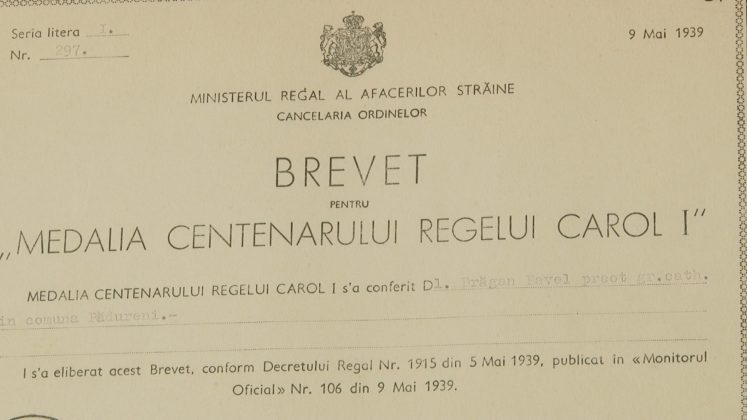 Seria litera I.
Nr. 297.
9 Mai 1939
MINISTERUL REGAL AL AFACERILOR STRĂINE
CANCELARIA ORDINELOR
BREVET
PENTRU
„MEDALIA CENTENARULUI REGELUI CAROL I"
MEDALIA CENTENARULUI REGELUI CAROL I s'a conferit Dl. Drăgan Pavel preot gr.cath.
in comuna Pădureni.-
I s'a eliberat acest Brevet, conform Decretului Regal Nr. 1915 din 5 Mai 1939, publicat în «Monitorul
Oficial» Nr. 106 din 9 Mai 1939.